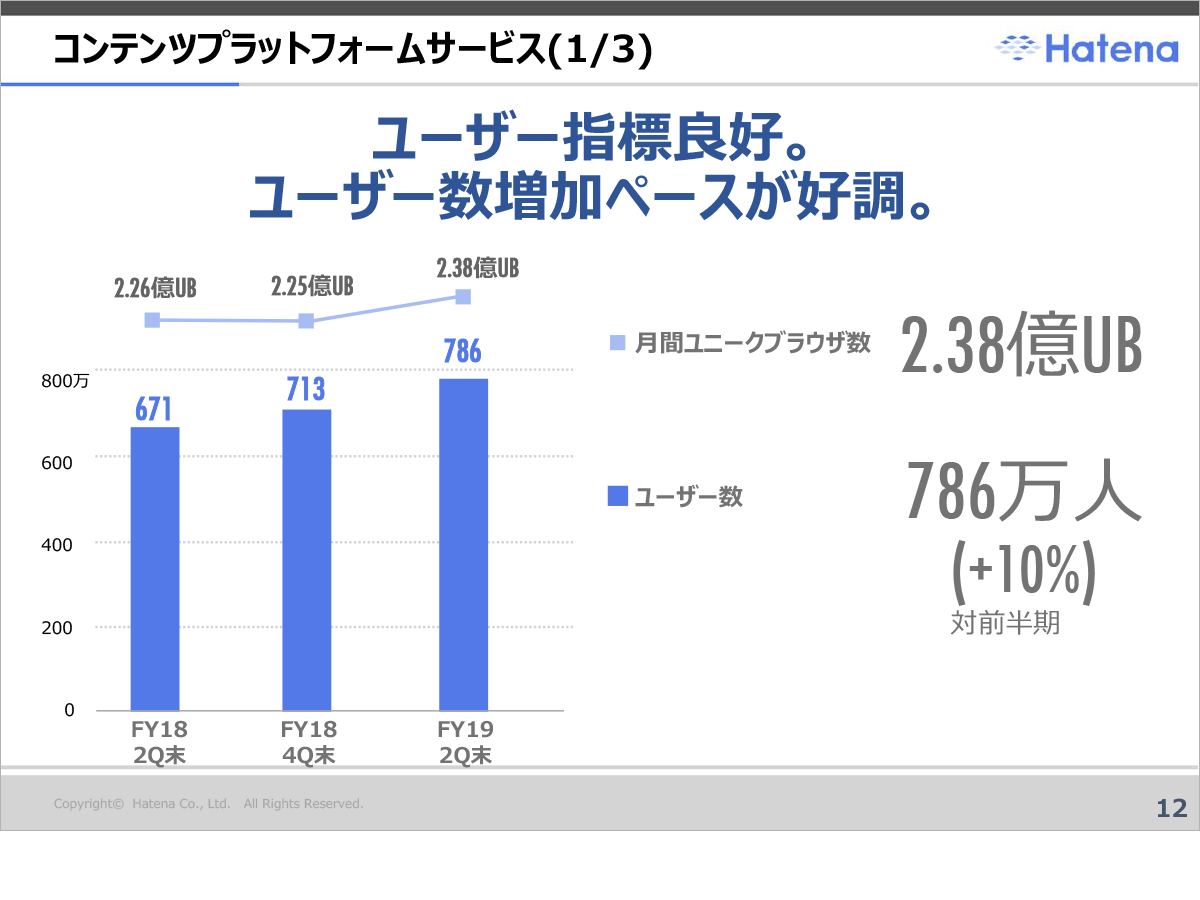 コンテンツプラットフォームサービス(1/3)
Hatena
ユーザー指標良好。
ユーザー数増加ペースが好調。
2.26億UB
2.25億UB
2.38億UB
671
713
786
800万
600
400
200
0
FY18
2Q末
FY18
4Q末
FY19
2Q末
月間ユニークブラウザ数
2.38億UB
ユーザー数
786万人
(+10%)
対前半期
Copyright© Hatena Co., Ltd. All Rights Reserved.
12